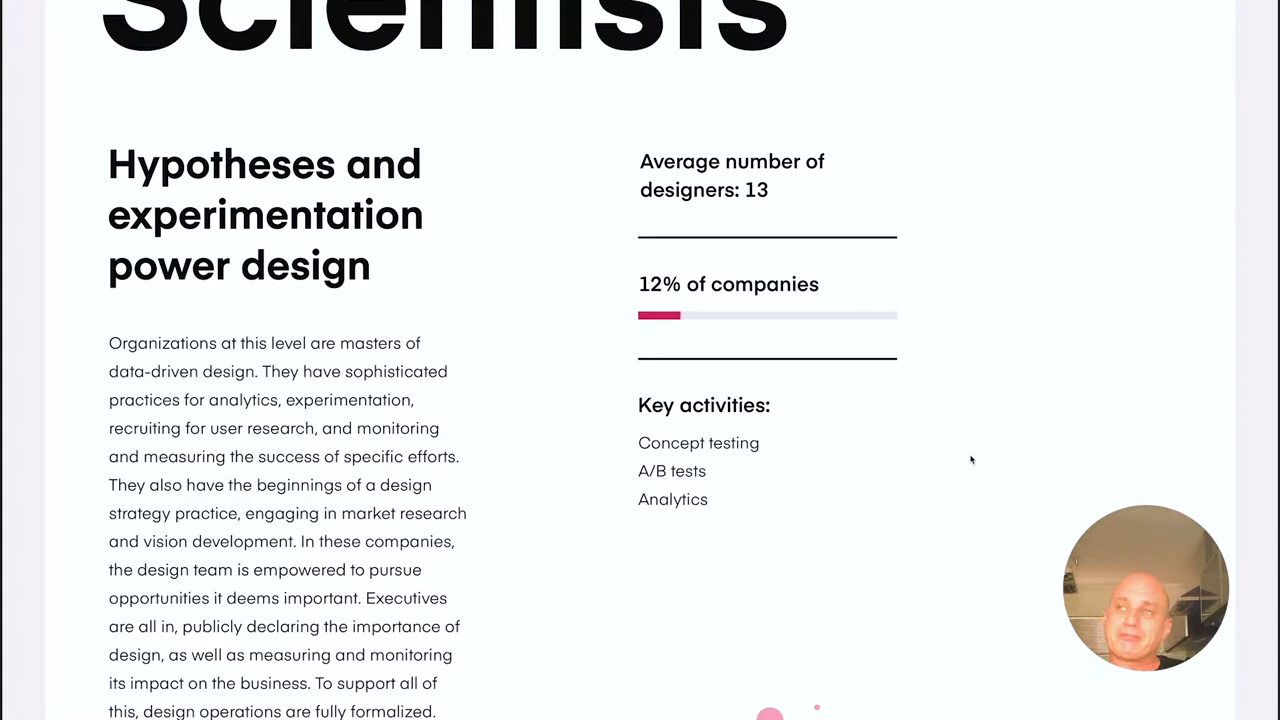 Scientists
Hypotheses and
experimentation
power design
Organizations at this level are masters of
data-driven design. They have sophisticated
practices for analytics, experimentation,
recruiting for user research, and monitoring
and measuring the success of specific efforts.
They also have the beginnings of a design
strategy practice, engaging in market research
and vision development. In these companies,
the design team is empowered to pursue
opportunities it deems important. Executives
are all in, publicly declaring the importance of
design, as well as measuring and monitoring
its impact on the business. To support all of
this, design operations are fully formalized.
Average number of
designers: 13
12% of companies
Key activities:
Concept testing
A/B tests
Analytics